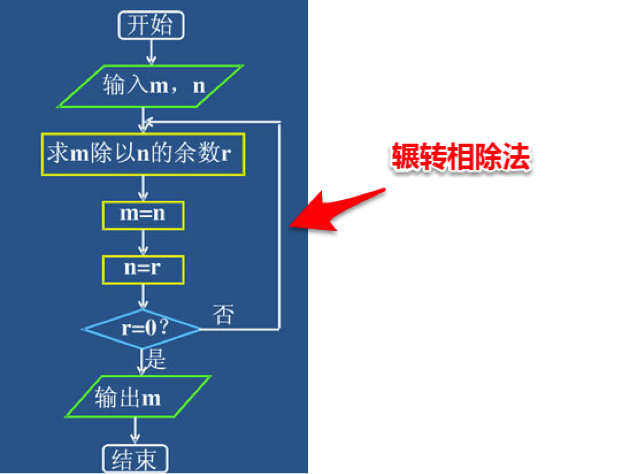 开始
输入m，n
求m除以n的余数r
辗转相除法
m=n
n=r
r=0?
否
是
输出m
结束